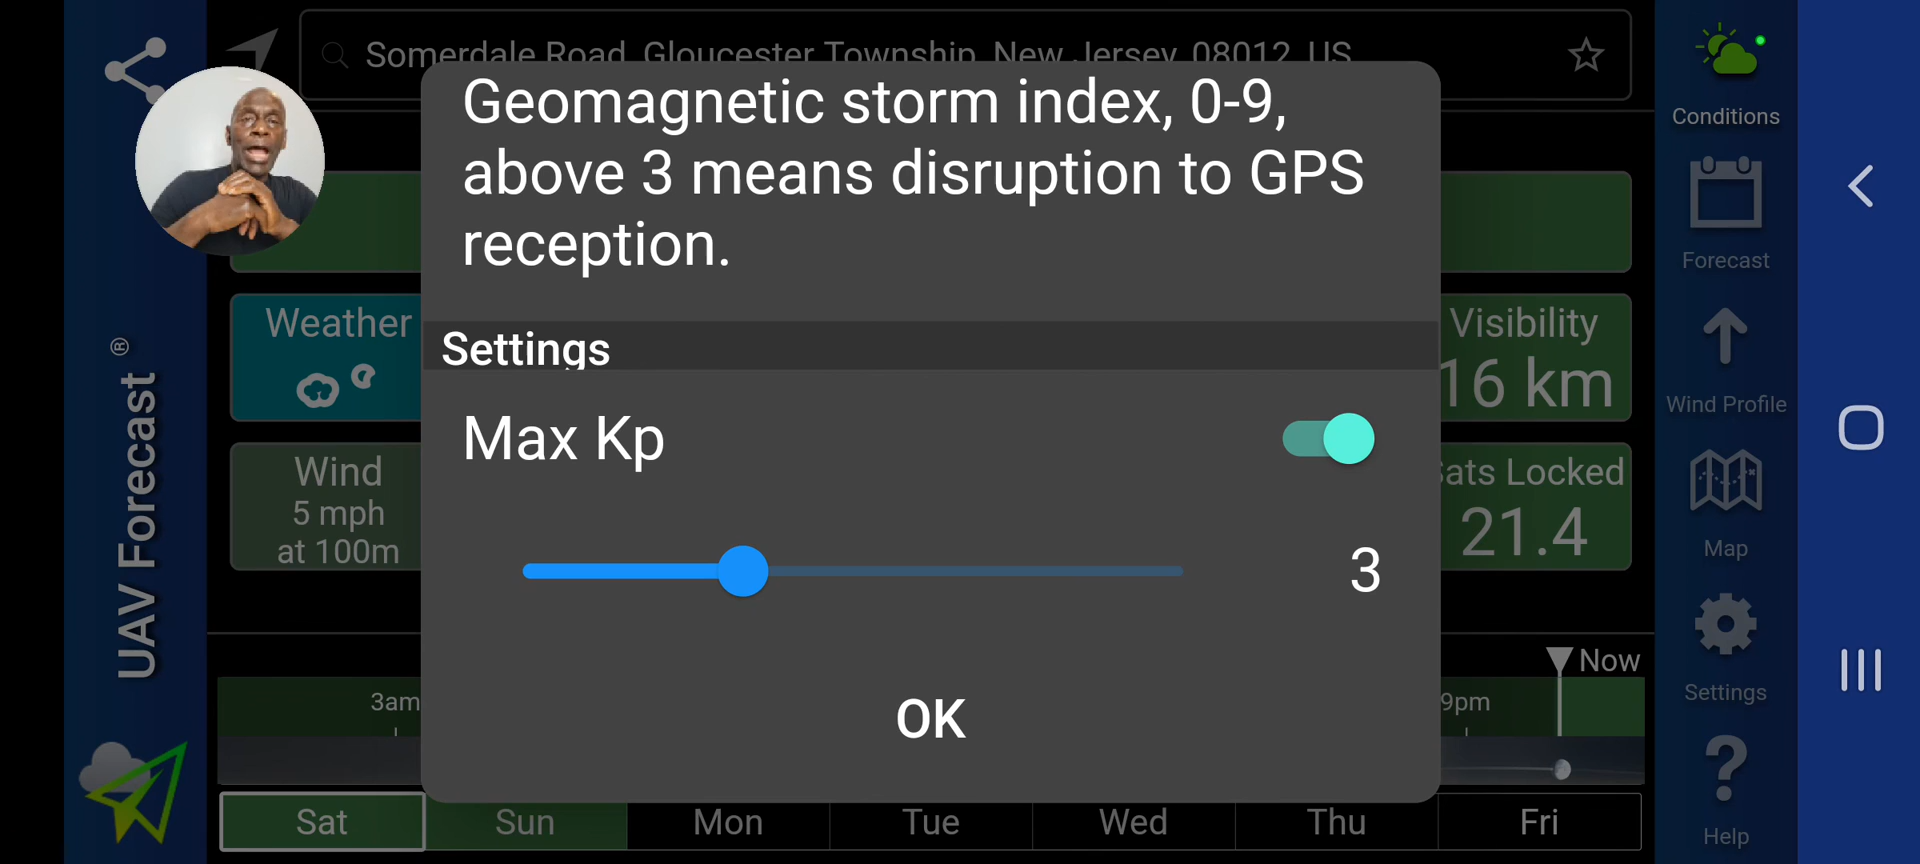 UAV Forecast®
Somerdale Road, Gloucester Township, New Jersey, 08012, US
Geomagnetic storm index, 0-9,
above 3 means disruption to GPS
reception.
Settings
Max Kp
3
OK
Weather
Wind
5 mph
at 100m
Visibility
16 km
Sats Locked
21.4
Now
3am
9pm
Sat
Sun
Mon
Tue
Wed
Thu
Fri
Conditions
Forecast
Wind Profile
Map
Settings
Help